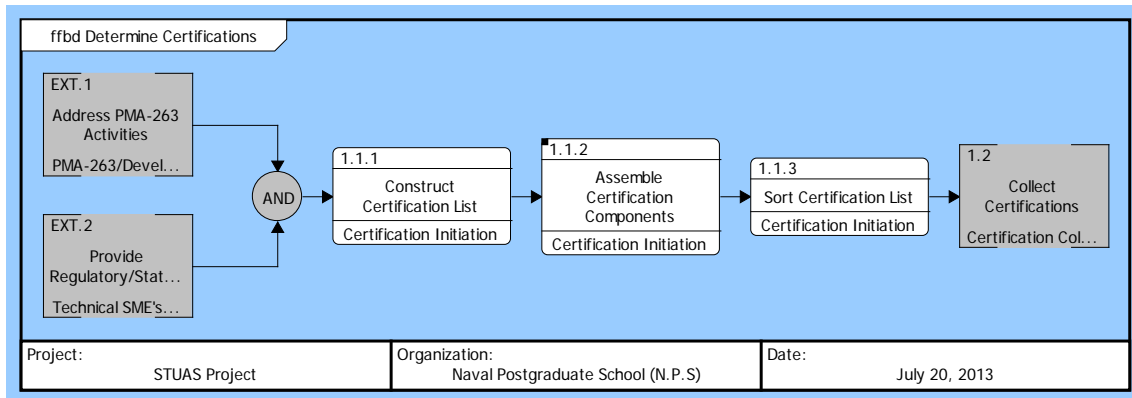 ffbd Determine Certifications
EXT.1
Address PMA-263
Activities
PMA-263/Devel...
EXT.2
Provide
Regulatory/Stat...
Technical SME's...
AND
1.1.1
Construct
Certification List
Certification Initiation
1.1.2
Assemble
Certification
Components
Certification Initiation
1.1.3
Sort Certification List
Certification Initiation
1.2
Collect
Certifications
Certification Col...
Project:
STUAS Project
Organization:
Naval Postgraduate School (N.P.S)
Date:
July 20, 2013